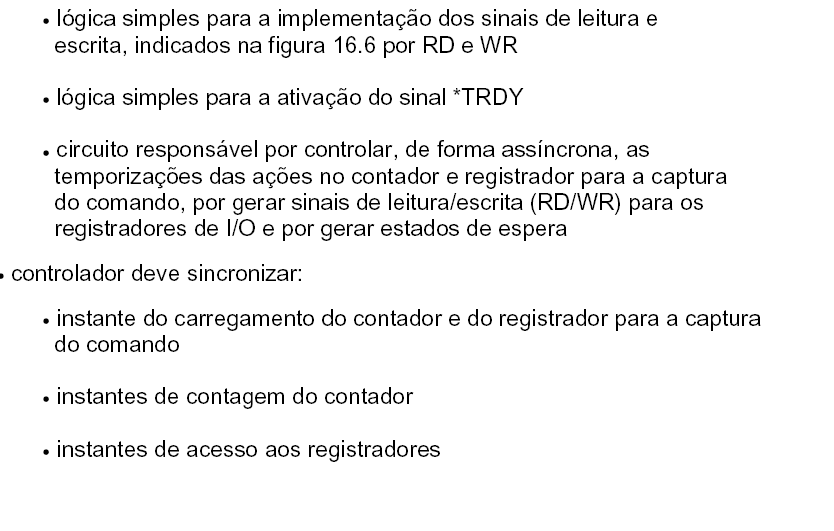 • lógica simples para a implementação dos sinais de leitura e
escrita, indicados na figura 16.6 por RD e WR
• lógica simples para a ativação do sinal *TRDY
• circuito responsável por controlar, de forma assíncrona, as
temporizações das ações no contador e registrador para a captura
do comando, por gerar sinais de leitura/escrita (RD/WR) para os
registradores de I/O e por gerar estados de espera
• controlador deve sincronizar:
• instante do carregamento do contador e do registrador para a captura
do comando
• instantes de contagem do contador
• instantes de acesso aos registradores